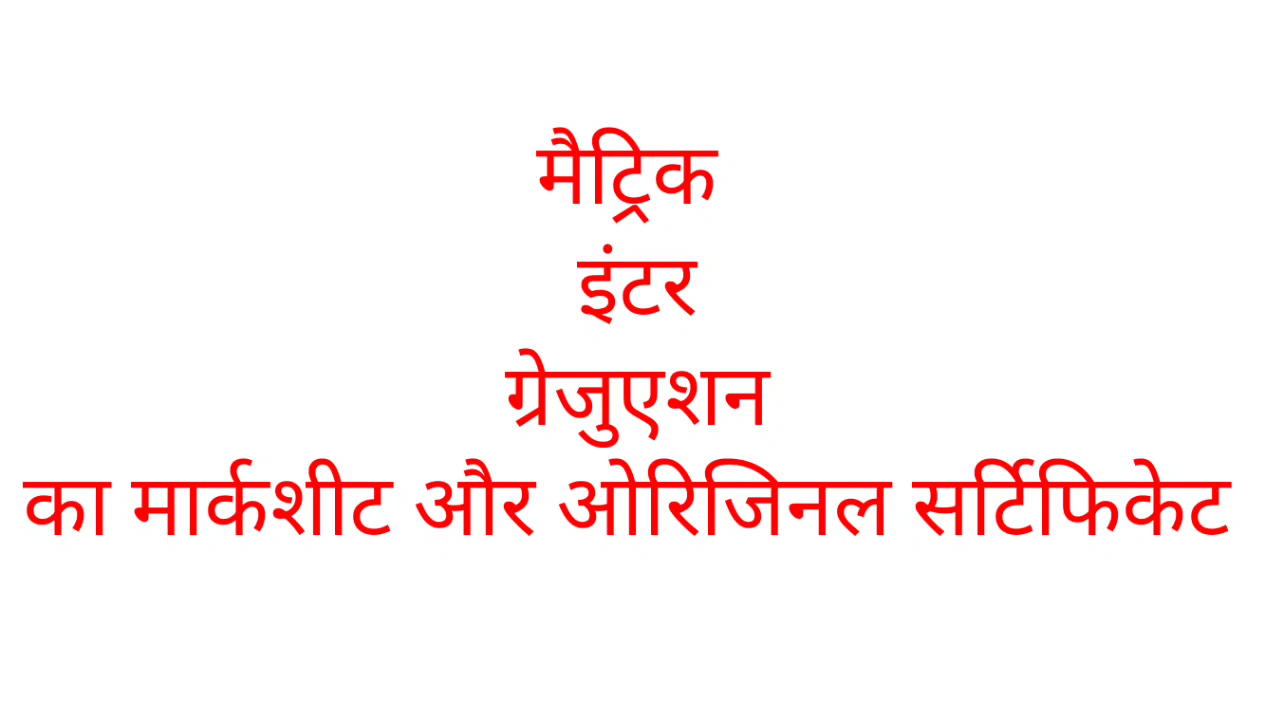 मैट्रिक
इंटर
ग्रेजुएशन
का मार्कशीट और ओरिजिनल सर्टिफिकेट